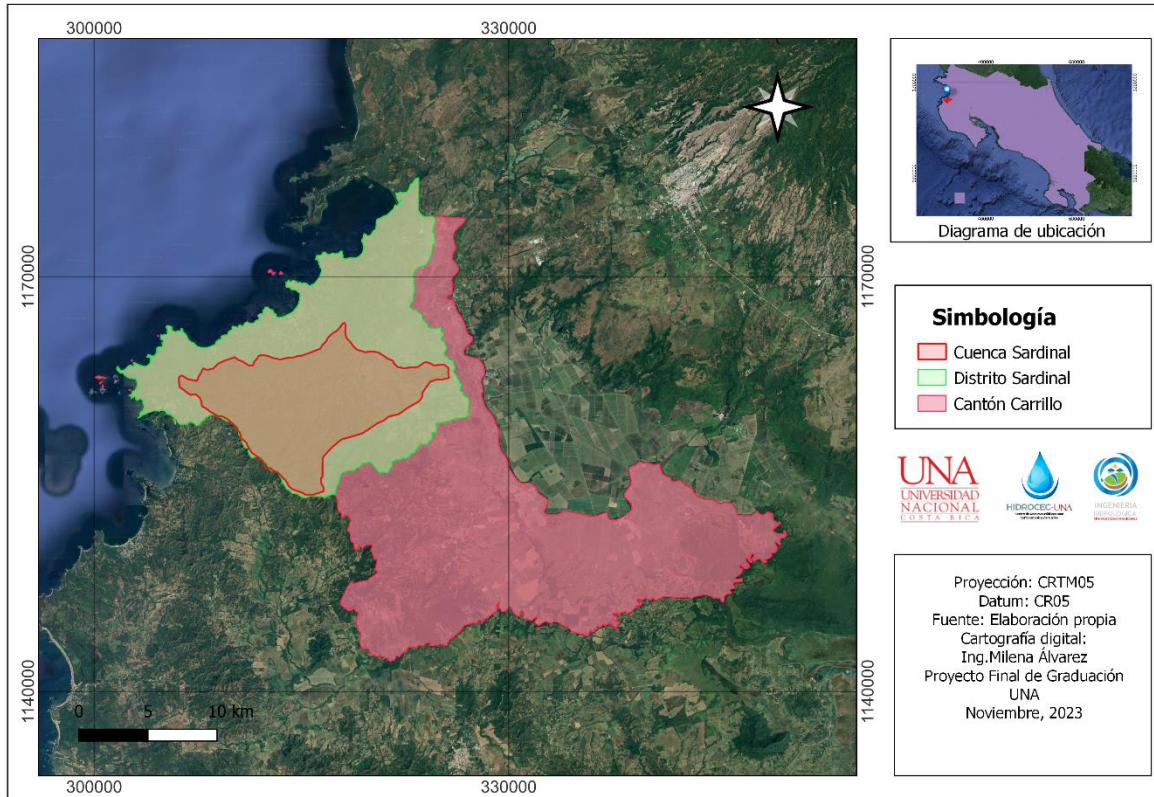 300000
330000
1170000
1170000
1140000
1140000
0 5 10 km
300000
330000
Diagrama de ubicación
Simbología
Cuenca Sardinal
Distrito Sardinal
Cantón Carrillo
UNA
UNIVERSIDAD
NACIONAL
COSTA RICA
HIDROCEC-UNA
INGENIERÍA
HIDROLÓGICA
Proyección: CRTM05
Datum: CR05
Fuente: Elaboración propia
Cartografía digital:
Ing.Milena Álvarez
Proyecto Final de Graduación
UNA
Noviembre, 2023